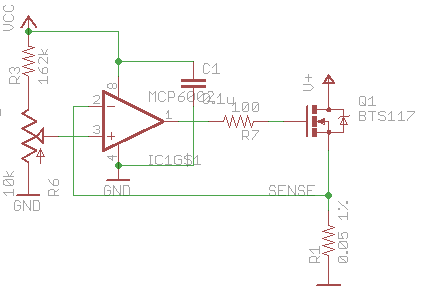 VCC
R3
162k
10k
R6
GND
2
3
8
4
1
MCP6002
IC1G$1
GND
C1
0.1u
100
R7
V+
Q1
BTS117
SENSE
R1
0.05 1%